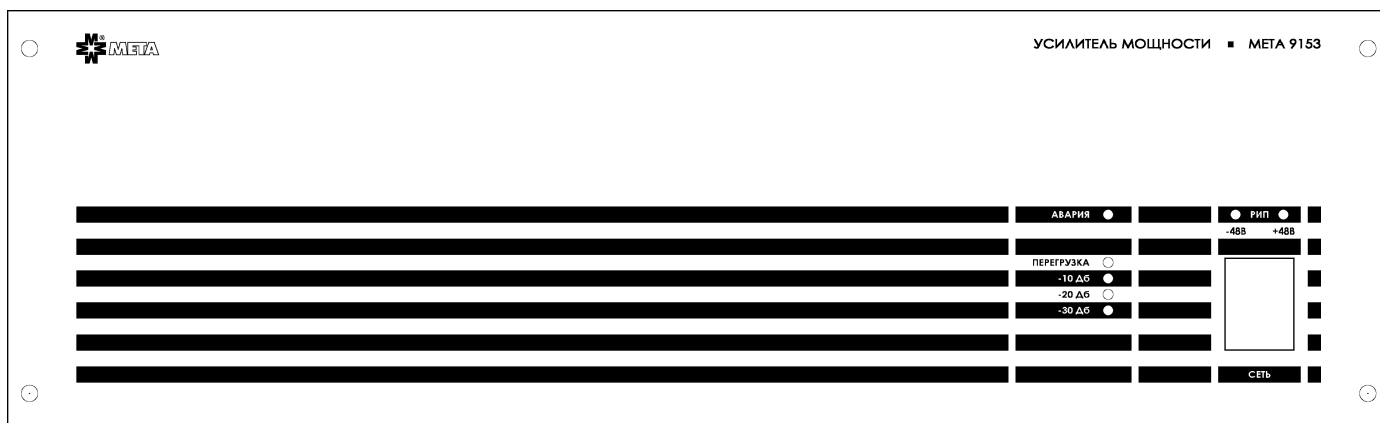 МЕТА®
УСИЛИТЕЛЬ МОЩНОСТИ ▪ МЕТА 9153
АВАРИЯ
РИП
-48В +48В
ПЕРЕГРУЗКА
-10 Дб
-20 Дб
-30 Дб
СЕТЬ